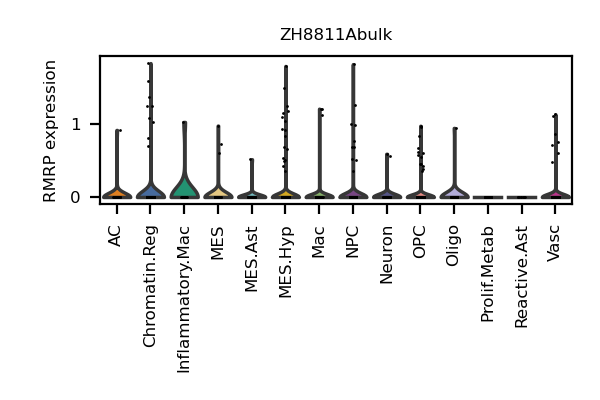 ZH8811Abulk
RMRP expression
1
0
AC
Chromatin.Reg
Inflammatory.Mac
MES
MES.Ast
MES.Hyp
Mac
NPC
Neuron
OPC
Oligo
Prolif.Metab
Reactive.Ast
Vasc